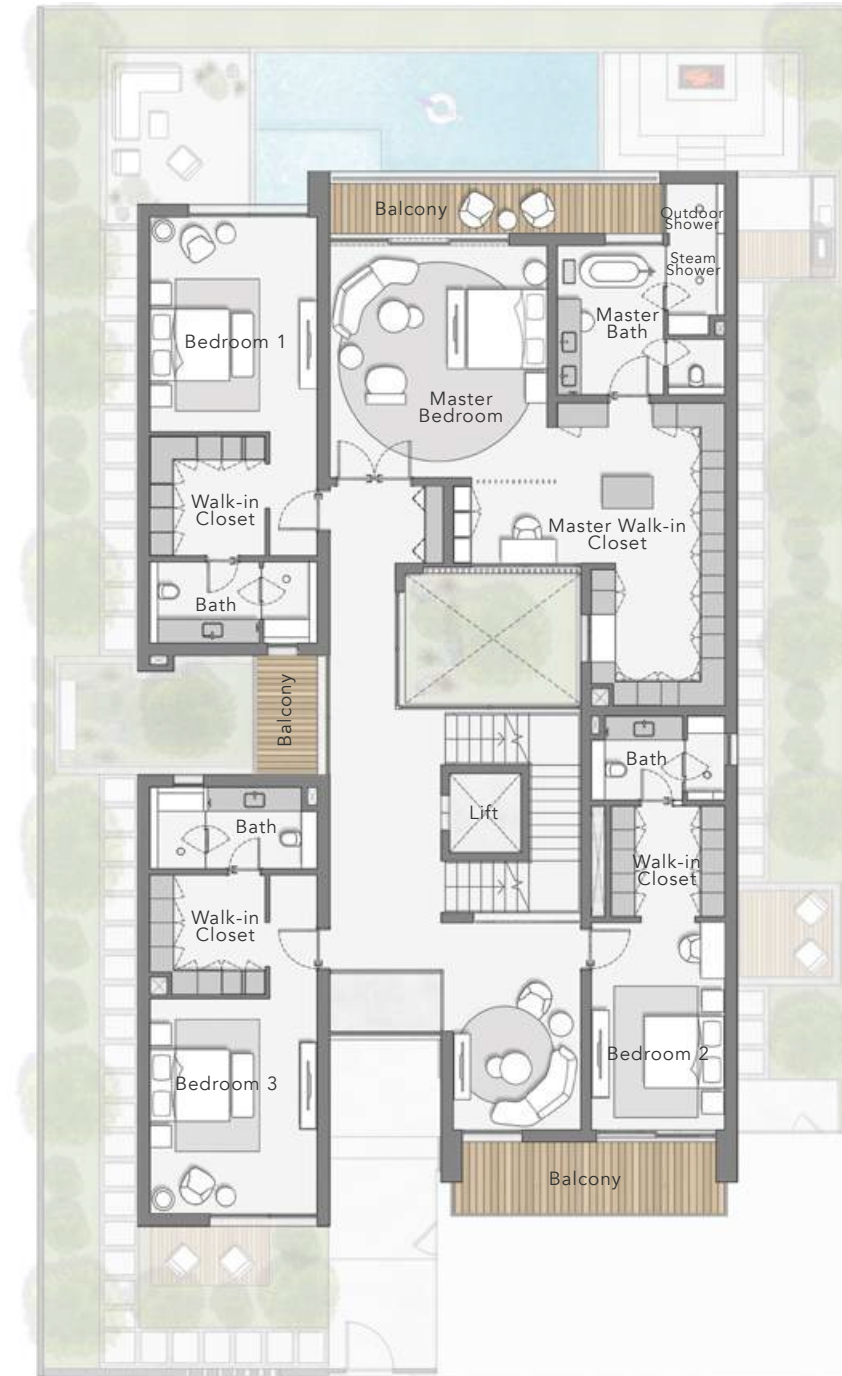 Balcony
Outdoor
Shower
Steam
Shower
Master
Bath
Bedroom 1
Master
Bedroom
Walk-in
Closet
Master Walk-in
Closet
Bath
Balcony
Bath
Lift
Bath
Walk-in
Closet
Walk-in
Closet
Bedroom 2
Bedroom 3
Balcony